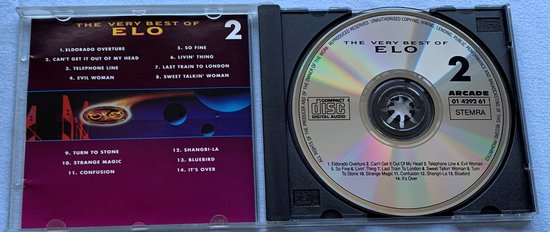 THE VERY BEST OF
ELO
2
1. ELDORADO OVERTURE
2. CAN'T GET IT OUT OF MY HEAD
3. TELEPHONE LINE
4. EVIL WOMAN
5. SO FINE
6. LIVIN' THING
7. LAST TRAIN TO LONDON
8. SWEET TALKIN' WOMAN
9. TURN TO STONE
10. STRANGE MAGIC
11. CONFUSION
12. SHANGRI-LA
13. BLUEBIRD
14. IT'S OVER
THE VERY BEST OF
ELO
2
ARCADE
01 4292 61
STEMRA
COMPACT
disc
DIGITAL AUDIO
1. Eldorado Overture 2. Can't Get It Out Of My Head 3. Telephone Line 4. Evil Woman
5. So Fine 6. Livin' Thing 7. Last Train To London 8. Sweet Talkin' Woman 9. Turn
To Stone 10. Strange Magic 11. Confusion 12. Shangri-La 13. Bluebird
14. It's Over